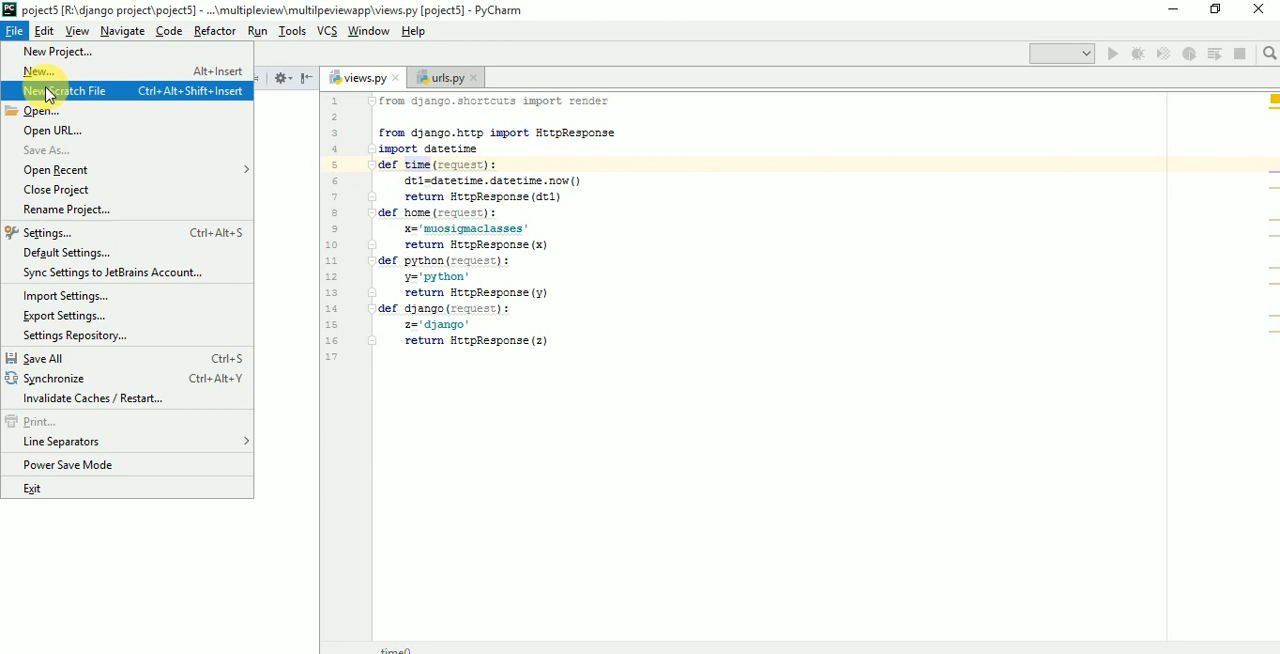 poject5 [R:\django project\poject5] - ...\multipleview\multilpeviewapp\views.py [poject5] - PyCharm
File Edit View Navigate Code Refactor Run Tools VCS Window Help
New Project...
New... Alt+Insert
New Scratch File Ctrl+Alt+Shift+Insert
Open...
Open URL...
Save As...
Open Recent
Close Project
Rename Project...
Settings... Ctrl+Alt+S
Default Settings...
Sync Settings to JetBrains Account...
Import Settings...
Export Settings...
Settings Repository...
Save All Ctrl+S
Synchronize Ctrl+Alt+Y
Invalidate Caches / Restart...
Print...
Line Separators
Power Save Mode
Exit
views.py urls.py
1 from django.shortcuts import render
2
3 from django.http import HttpResponse
4 import datetime
5 def time(request):
6 dt1=datetime.datetime.now()
7 return HttpResponse(dt1)
8 def home(request):
9 x='muosigmaclasses'
10 return HttpResponse(x)
11 def python(request):
12 y='python'
13 return HttpResponse(y)
14 def django(request):
15 z='django'
16 return HttpResponse(z)
17
time()